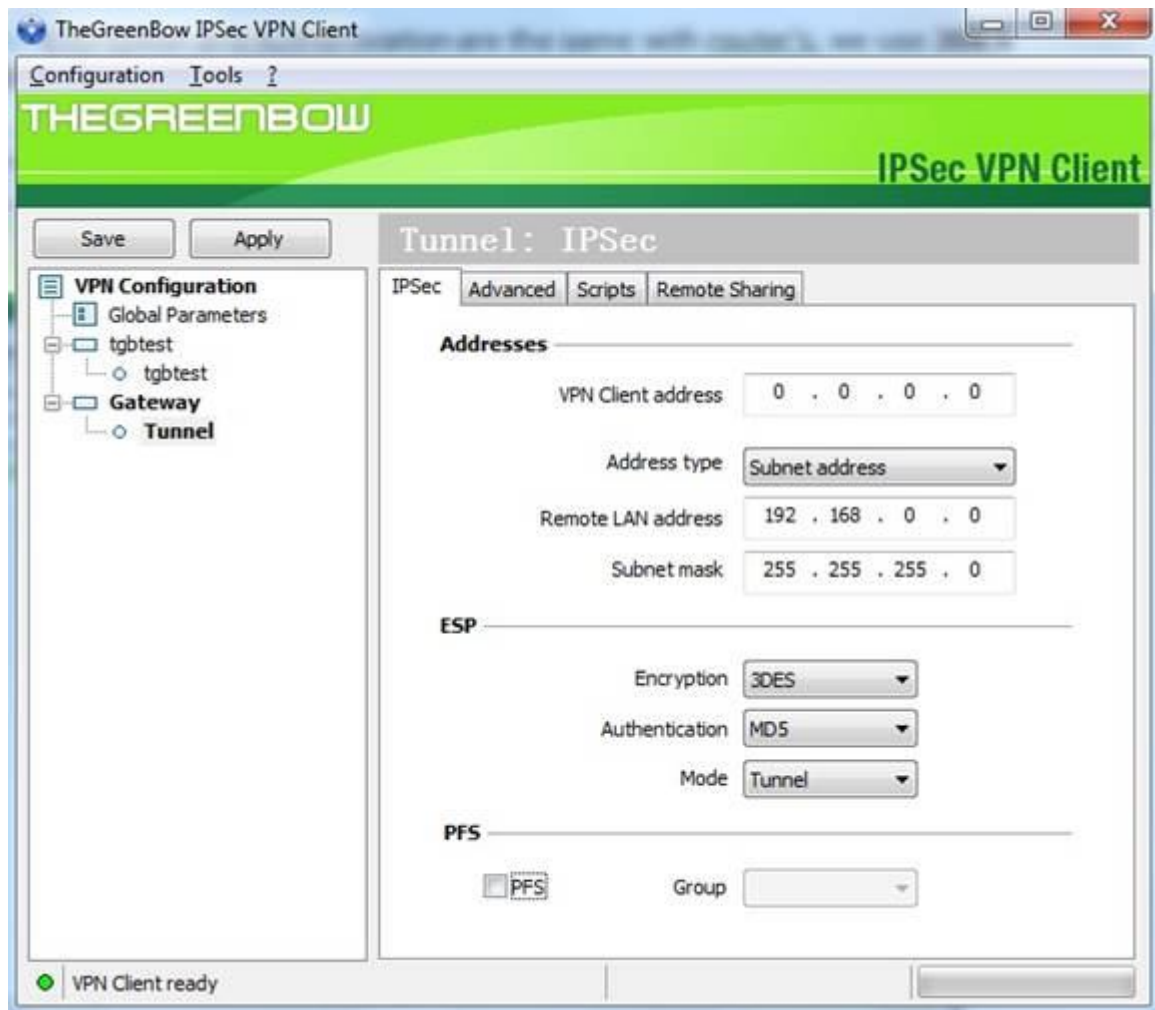 TheGreenBow IPSec VPN Client
Configuration Tools ?
THEGREENBOW
IPSec VPN Client
Save Apply
Tunnel: IPSec
VPN Configuration
Global Parameters
tgbtest
tgbtest
Gateway
Tunnel
IPSec Advanced Scripts Remote Sharing
Addresses
VPN Client address 0 . 0 . 0 . 0
Address type Subnet address
Remote LAN address 192 . 168 . 0 . 0
Subnet mask 255 . 255 . 255 . 0
ESP
Encryption 3DES
Authentication MD5
Mode Tunnel
PFS
PFS Group
VPN Client ready